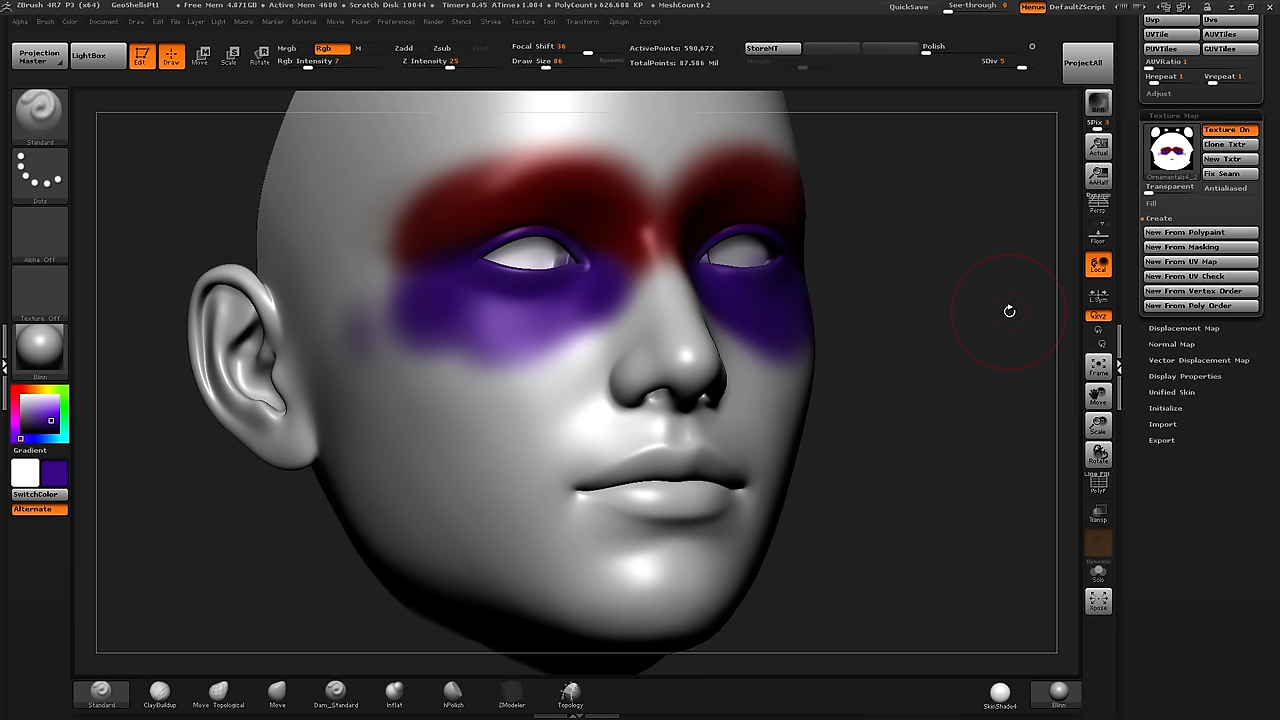 ZBrush 4R7 P3 (x64) GeoShellsPt1 • Free Mem 4.871GB • Active Mem 4680 • Scratch Disk 10044 • Timer▸0.45 ATime▸1.084 • PolyCount▸626.688 KP • MeshCount▸2 QuickSave See-through 0 Menus DefaultZScript
Alpha Brush Color Document Draw Edit File Layer Light Macro Marker Material Movie Picker Preferences Render Stencil Stroke Texture Tool Transform Zplugin Zscript
Projection Master
LightBox
Edit Draw Move Scale Rotate
Mrgb Rgb M
Rgb Intensity 7
Zadd Zsub Zcut
Z Intensity 25
Focal Shift 36
Draw Size 86 Dynamic
ActivePoints: 590,672
TotalPoints: 87.586 Mil
StoreMT
Morph
Polish
SDiv 5
ProjectAll
Standard
Dots
Alpha Off
Texture Off
Blinn
Gradient
SwitchColor
Alternate
BPR
SPix 3
Actual
AAHalf
Dynamic
Persp
Floor
Local
L.Sym
XYZ
Frame
Move
Scale
Rotate
Line Fill
PolyF
Transp
Dynamic
Solo
Xpose
Uvp Uvs
UVTile AUVTiles
PUVTiles GUVTiles
AUVRatio 1
Hrepeat 1 Vrepeat 1
Adjust
Texture Map
Texture On
Clone Txtr
New Txtr
Fix Seam
Ornamentals4_2
Transparent Antialiased
Fill
Create
New From Polypaint
New From Masking
New From UV Map
New From UV Check
New From Vertex Order
New From Poly Order
Displacement Map
Normal Map
Vector Displacement Map
Display Properties
Unified Skin
Initialize
Import
Export
Standard ClayBuildup Move Topological Move Dam_Standard Inflat hPolish ZModeler Topology SkinShade4 Blinn